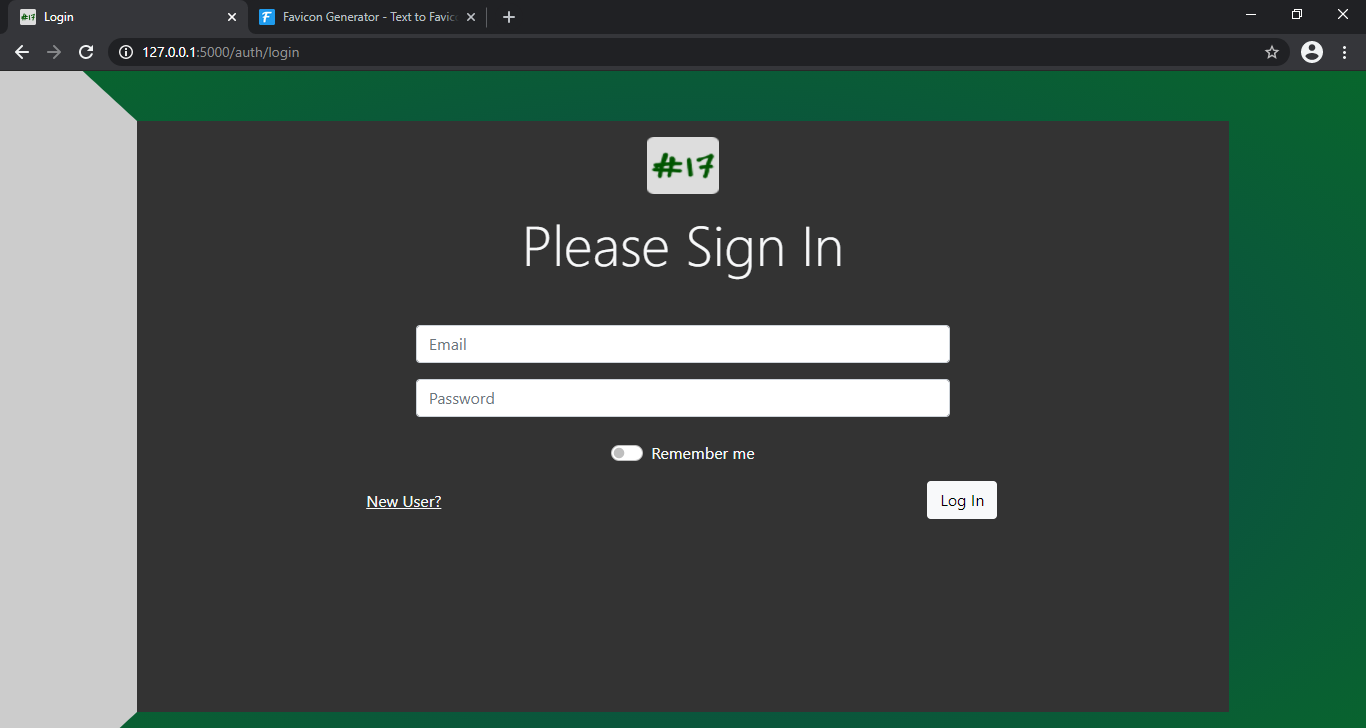 #17 Login
Favicon Generator - Text to Favic
127.0.0.1:5000/auth/login
#17
Please Sign In
Email
Password
Remember me
New User? Log In